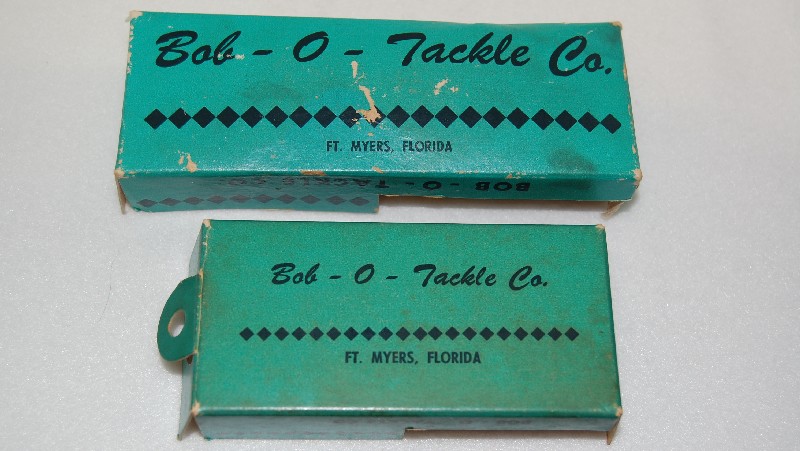 Bob - O - Tackle Co.
FT. MYERS, FLORIDA
BOB - O - TACKLE CO.
Bob - O - Tackle Co.
FT. MYERS, FLORIDA